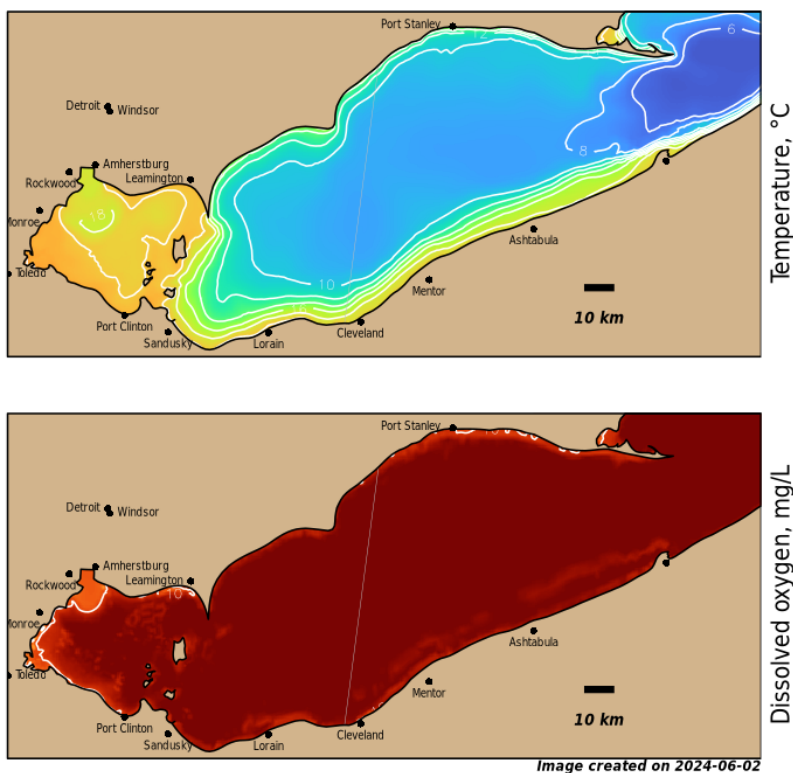 Port Stanley
12
6
Detroit
Windsor
Amherstburg
Rockwood
Leamington
8
18
Monroe
Ashtabula
Toledo
10
Mentor
Port Clinton
Cleveland
Sandusky
Lorain
10 km
Temperature, °C
Port Stanley
Detroit
Windsor
Amherstburg
Rockwood
Leamington
10
Monroe
Ashtabula
Toledo
Mentor
Port Clinton
Cleveland
Sandusky
Lorain
10 km
Dissolved oxygen, mg/L
Image created on 2024-06-02